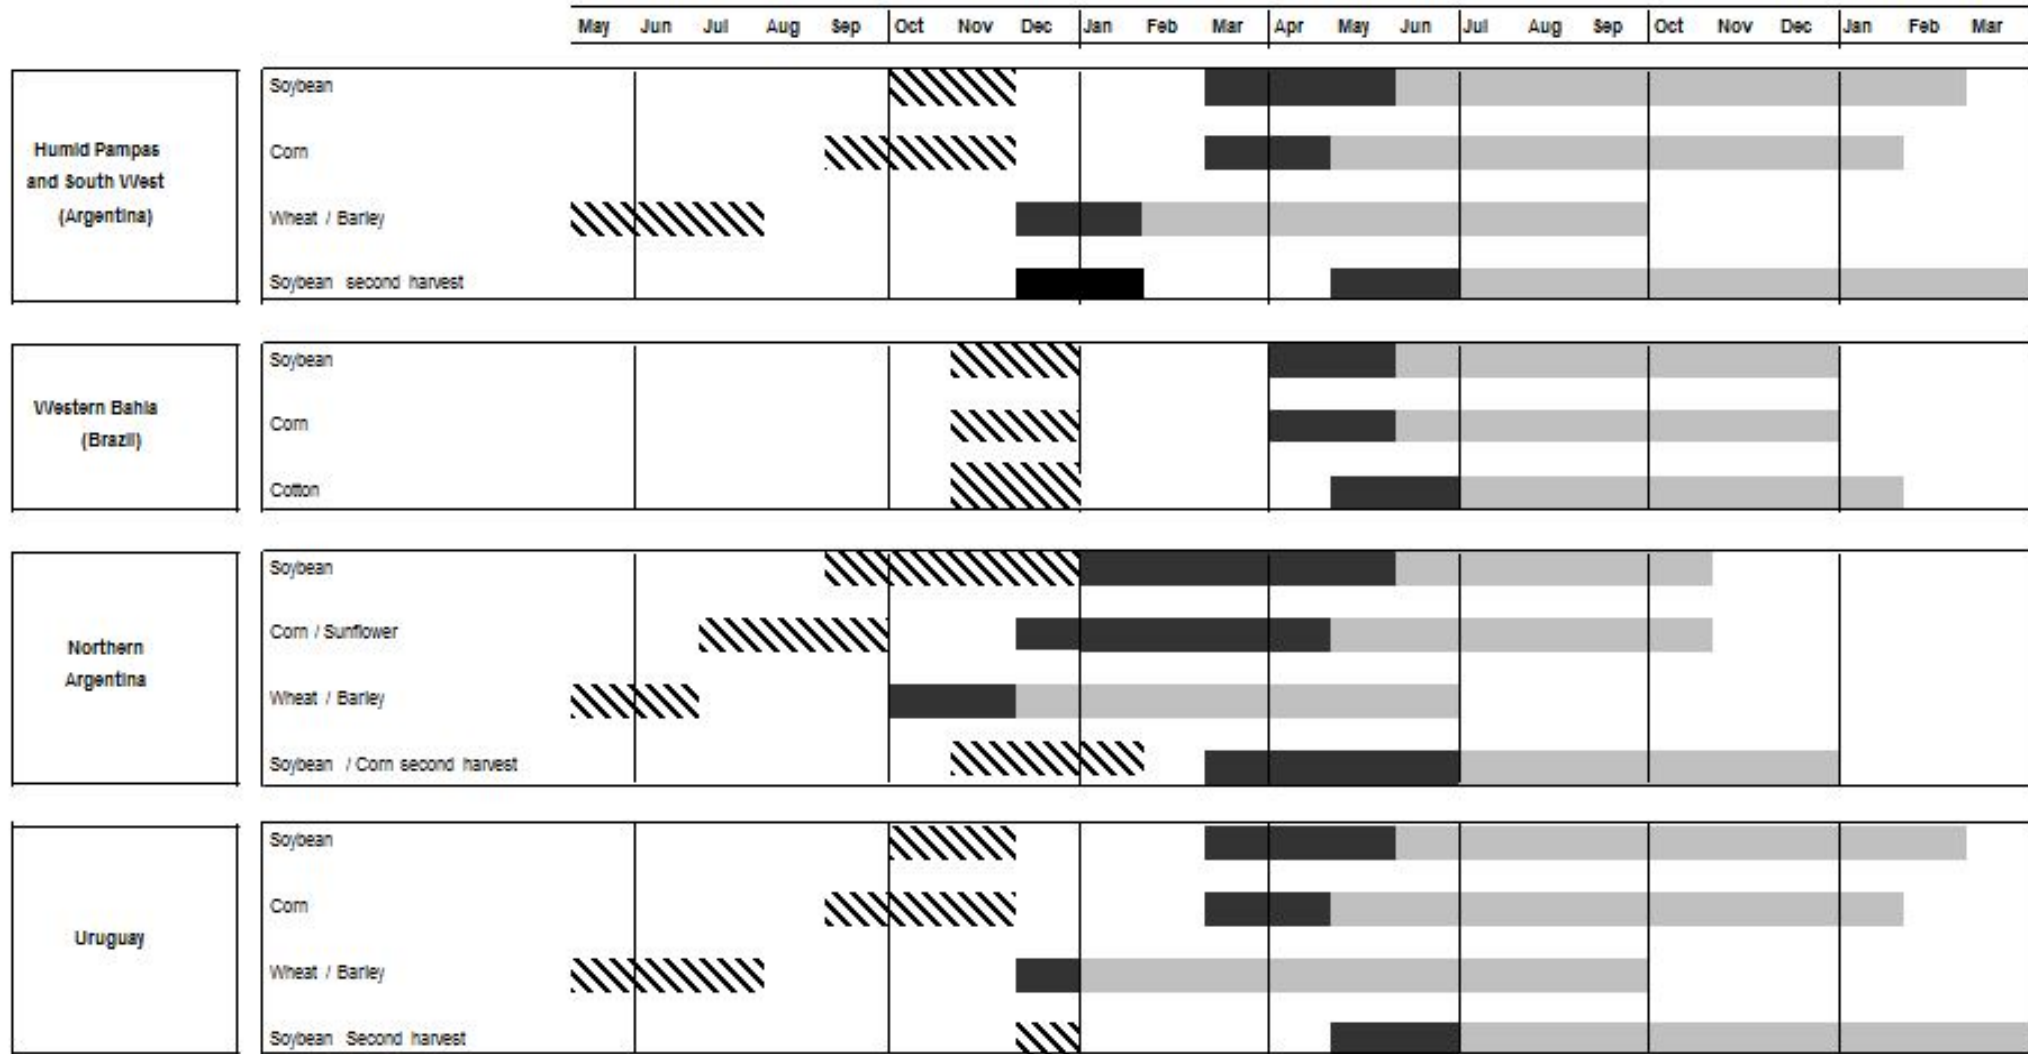 May Jun Jul Aug Sep Oct Nov Dec Jan Feb Mar Apr May Jun Jul Aug Sep Oct Nov Dec Jan Feb Mar
Humid Pampas
and South West
(Argentina)
Soybean
Corn
Wheat / Barley
Soybean second harvest
Western Bahia
(Brazil)
Soybean
Corn
Cotton
Northern
Argentina
Soybean
Corn / Sunflower
Wheat / Barley
Soybean / Corn second harvest
Uruguay
Soybean
Corn
Wheat / Barley
Soybean Second harvest